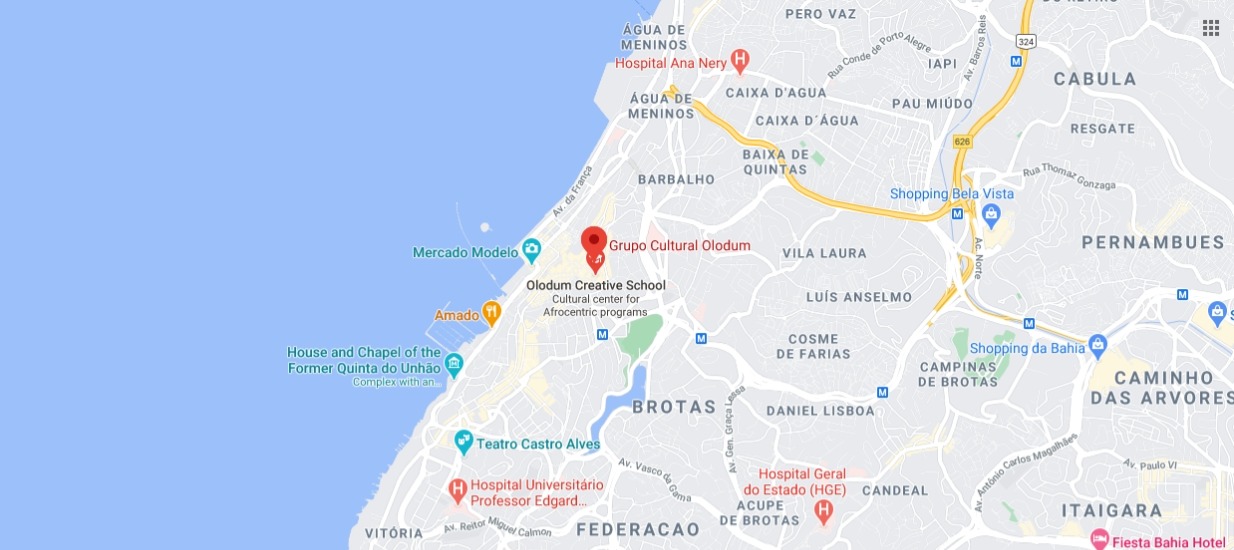 DO RETIRO
PERO VAZ
ÁGUA DE
MENINOS
324
Av. Barros Reis
Rua Conde de Porto Alegre
Hospital Ana Nery
H
IAPI
M
CABULA
CAIXA D'AGUA
ÁGUA DE
MENINOS
PAU MIÚDO
CAIXA D´ÁGUA
RESGATE
626
BAIXA DE
QUINTAS
Av. da França
BARBALHO
Rua Thomaz Gonzaga
Shopping Bela Vista
M
Grupo Cultural Olodum
PERNAMBUES
Mercado Modelo
VILA LAURA
Ac. Norte
Olodum Creative School
Cultural center for
Afrocentric programs
LUÍS ANSELMO
M
Amado
M
M
M
COSME
DE FARIAS
Shopping da Bahia
House and Chapel of the
Former Quinta do Unhão
Complex with an...
CAMPINAS
DE BROTAS
CAMINHO
DAS ARVORES
M
BROTAS
DANIEL LISBOA
Av. Gen. Graça Lessa
Teatro Castro Alves
Av. Antônio Carlos Magalhães
Av. Vasco da Gama
Av. Paulo VI
Hospital Universitário
Professor Edgard...
H
Hospital Geral
do Estado (HGE)
H
CANDEAL
ACUPE
DE BROTAS
ITAIGARA
VITÓRIA
Av. Reitor Miguel Calmon
FEDERACAO
Fiesta Bahia Hotel